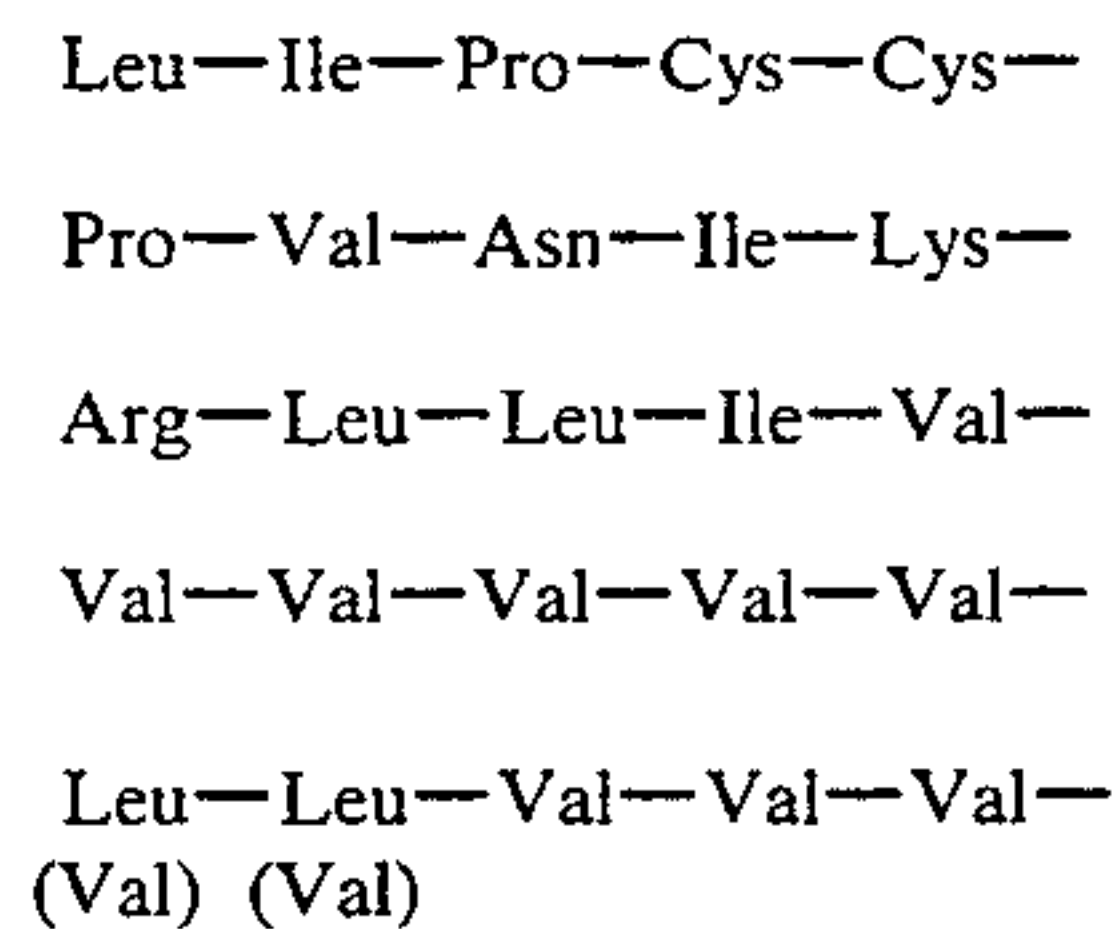 Leu—Ile—Pro—Cys—Cys—
Pro—Val—Asn—Ile—Lys—
Arg—Leu—Leu—Ile—Val—
Val—Val—Val—Val—Val—
Leu—Leu—Val—Val—Val—
(Val) (Val)